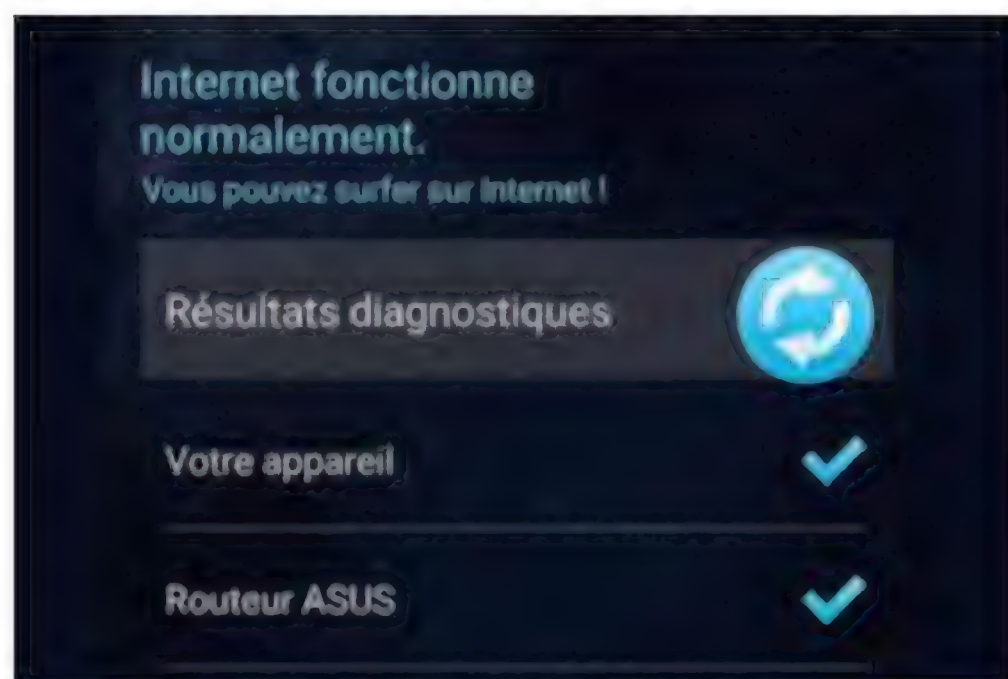 Internet fonctionne
normalement.
Vous pouvez surfer sur Internet !
Résultats diagnostiques
Votre appareil
Routeur ASUS